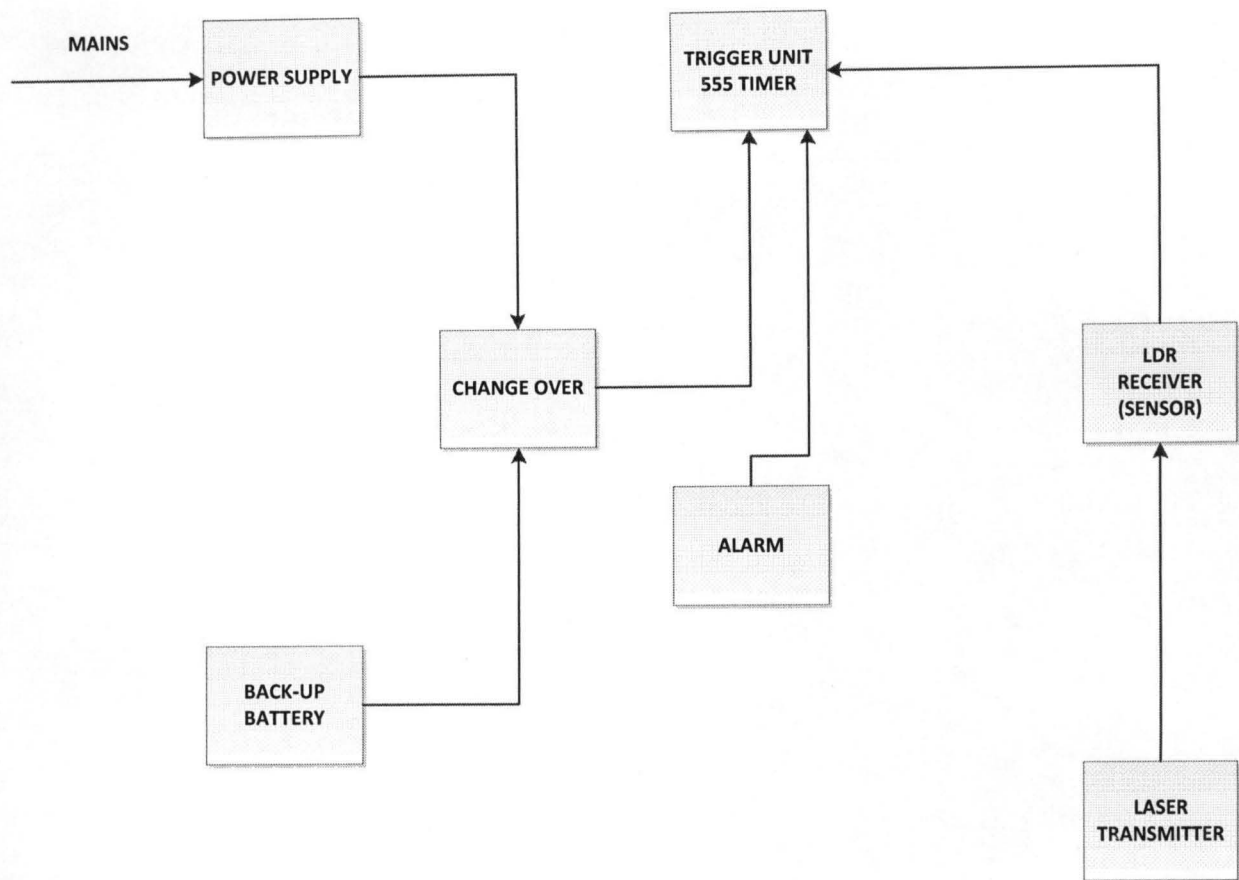 MAINS
POWER SUPPLY
TRIGGER UNIT
555 TIMER
CHANGE OVER
LDR
RECEIVER
(SENSOR)
ALARM
BACK-UP
BATTERY
LASER
TRANSMITTER